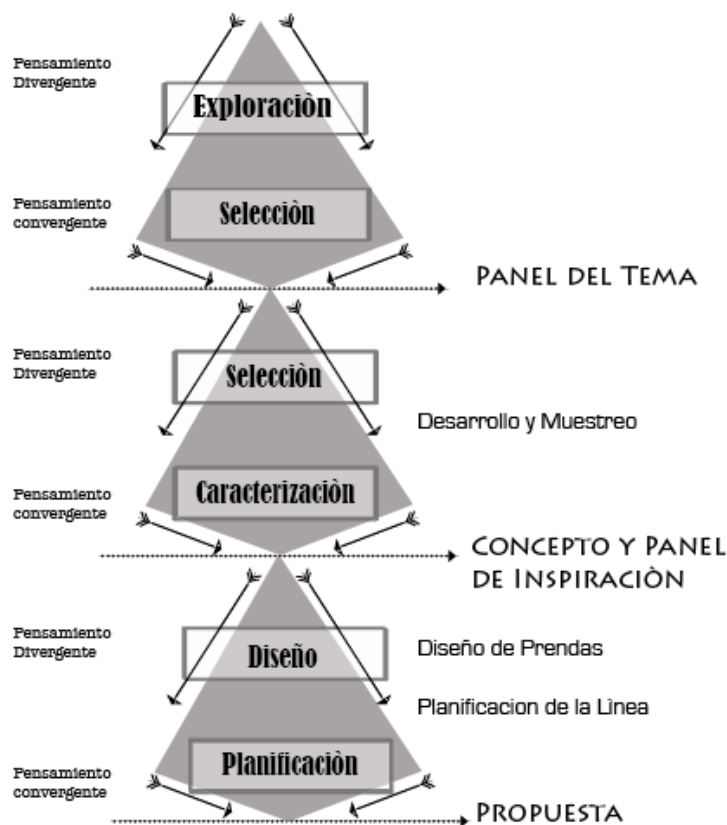 Pensamiento
Divergente
Exploraciòn
Pensamiento
convergente
Selecciòn
PANEL DEL TEMA
Pensamiento
Divergente
Selecciòn
Desarrollo y Muestreo
Pensamiento
convergente
Caracterizaciòn
CONCEPTO Y PANEL
DE INSPIRACIÒN
Pensamiento
Divergente
Diseño
Diseño de Prendas
Planificacion de la Lìnea
Pensamiento
convergente
Planificaciòn
PROPUESTA